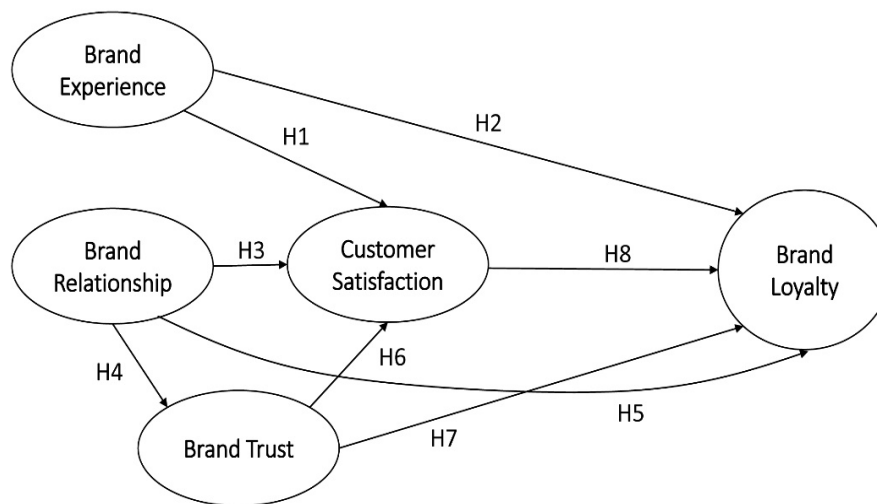 Brand
Experience
H2
H1
Brand
Relationship
H3
Customer
Satisfaction
H8
Brand
Loyalty
H4
H6
H5
H7
Brand Trust